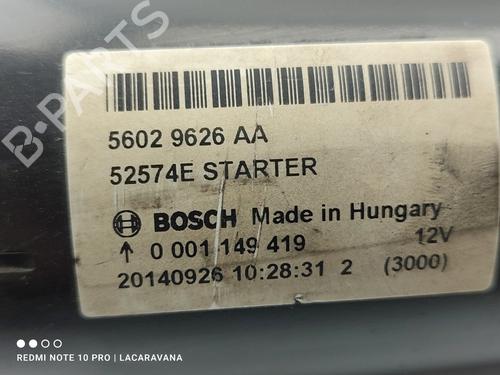 B-PARTS
5602 9626 AA
52574E STARTER
BOSCH Made in Hungary
↑ 0 001 149 419 12V
20140926 10:28:31 2 (3000)
REDMI NOTE 10 PRO | LACARAVANA